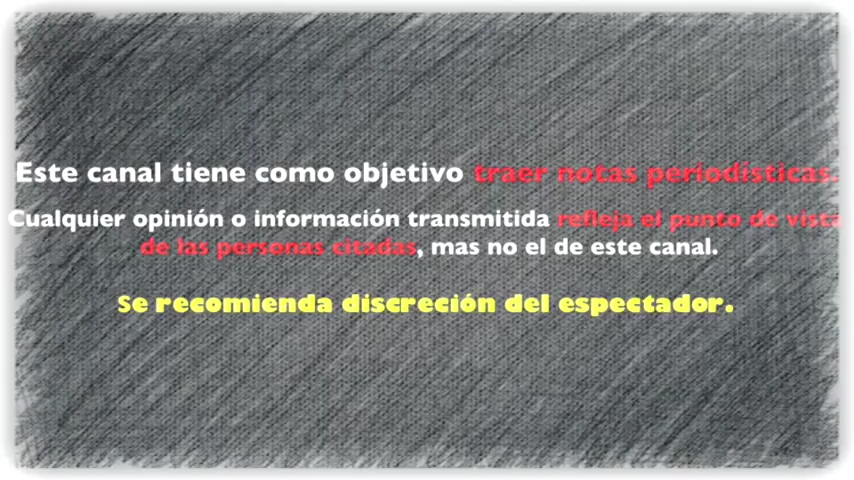 Este canal tiene como objetivo traer notas periodísticas.
Cualquier opinión o información transmitida refleja el punto de vista
de las personas citadas, mas no el de este canal.
Se recomienda discreción del espectador.